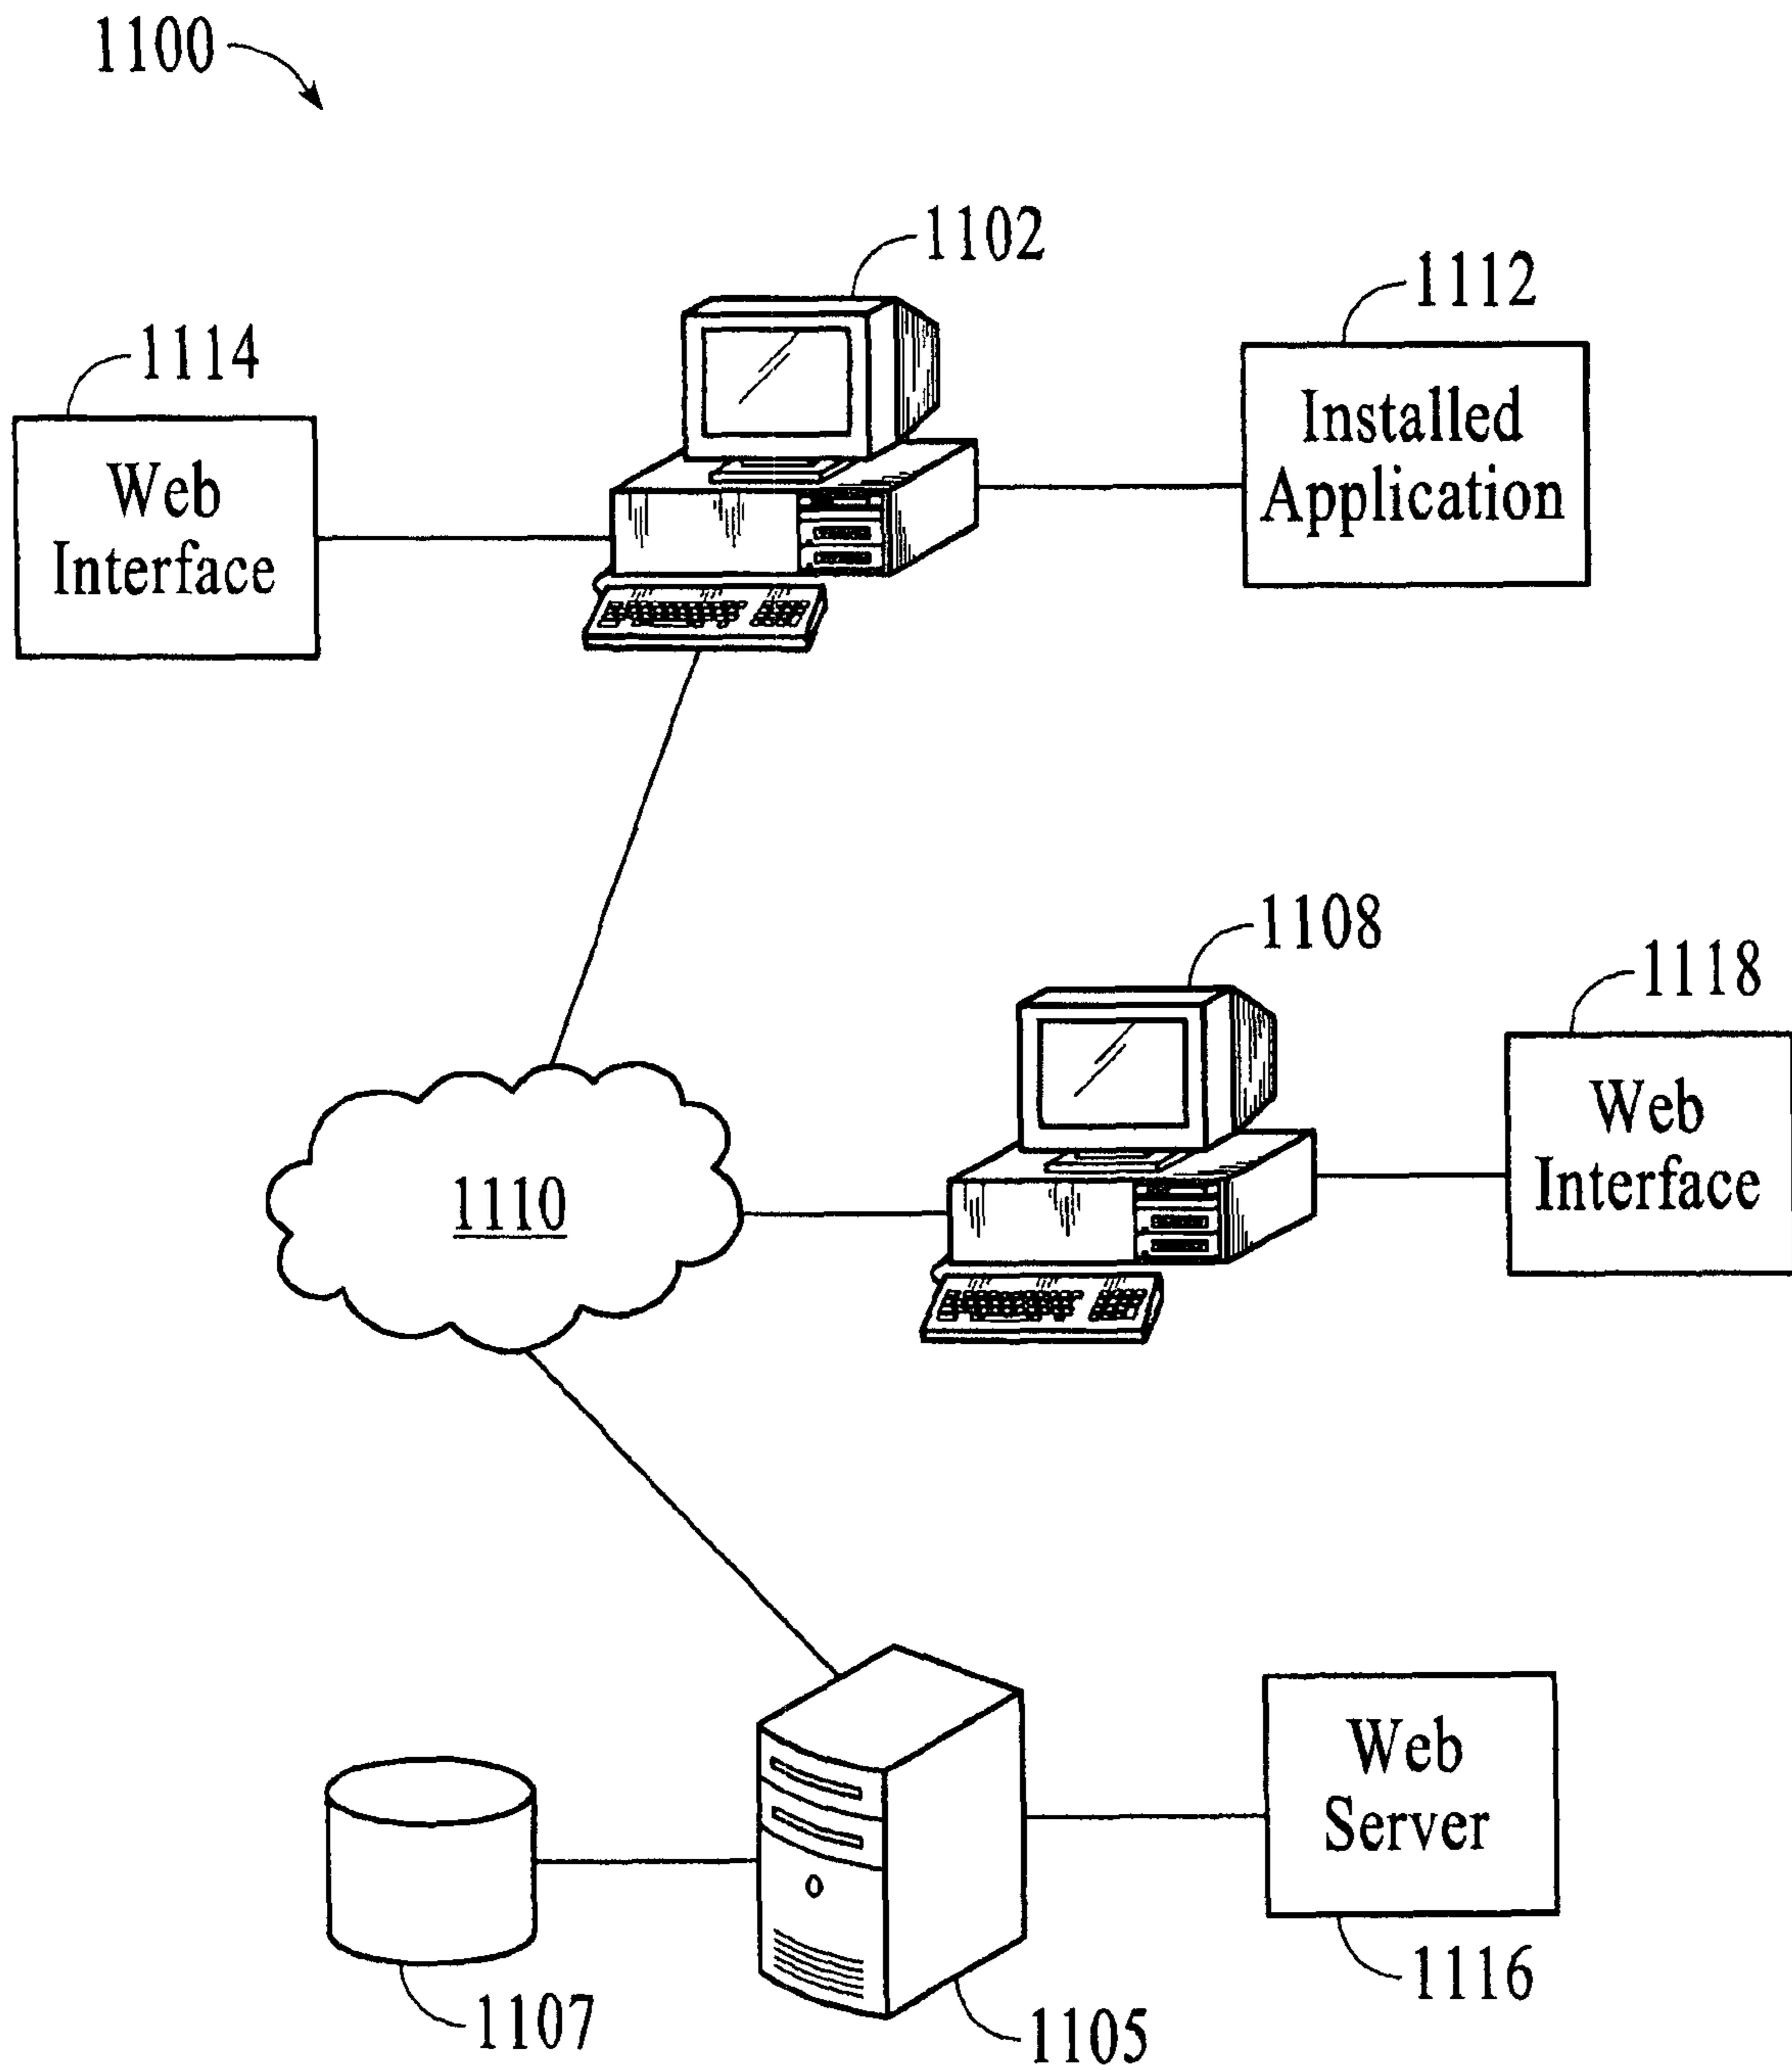 1100
1102
1112
1114
Installed
Application
Web
Interface
1108
1118
Web
Interface
1110
Web
Server
1107
1105
1116